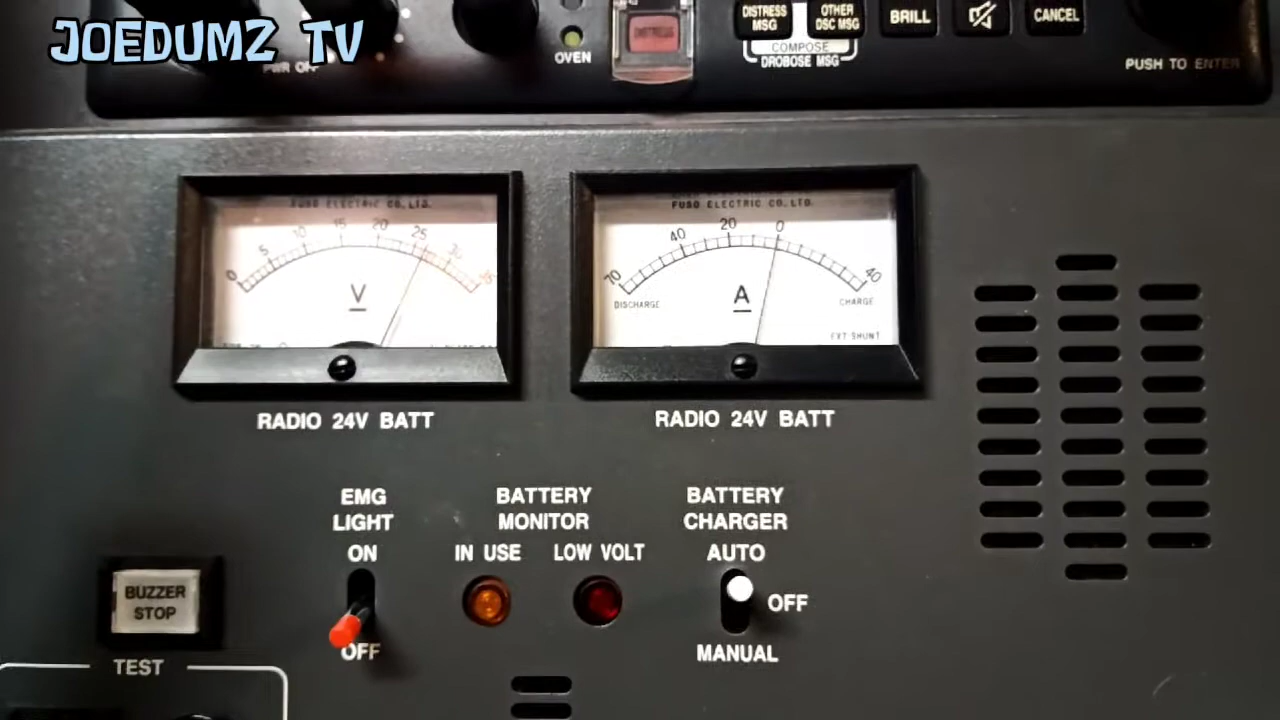 JOEDUMZ TV
OVEN
DISTRESS
DISTRESS
MSG
OTHER
DSC MSG
COMPOSE
DROBOSE MSG
BRILL
CANCEL
PUSH TO ENTER
FUSO ELECTRIC CO., LTD.
0 5 10 15 20 25 30 35
V
FUSO ELECTRIC CO., LTD.
70 40 20 0 40
DISCHARGE
A
CHARGE
EXT SHUNT
RADIO 24V BATT
RADIO 24V BATT
EMG
LIGHT
ON
OFF
BATTERY
MONITOR
IN USE
LOW VOLT
BATTERY
CHARGER
AUTO
OFF
MANUAL
BUZZER
STOP
TEST